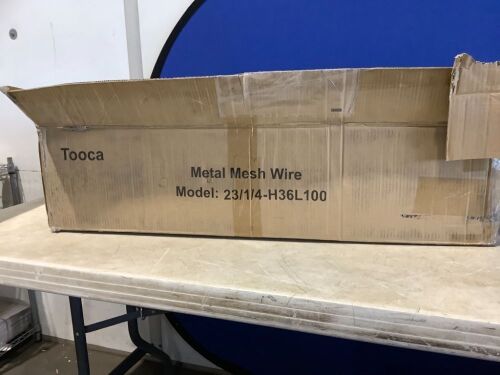 Tooca
Metal Mesh Wire
Model: 23/1/4-H36L100